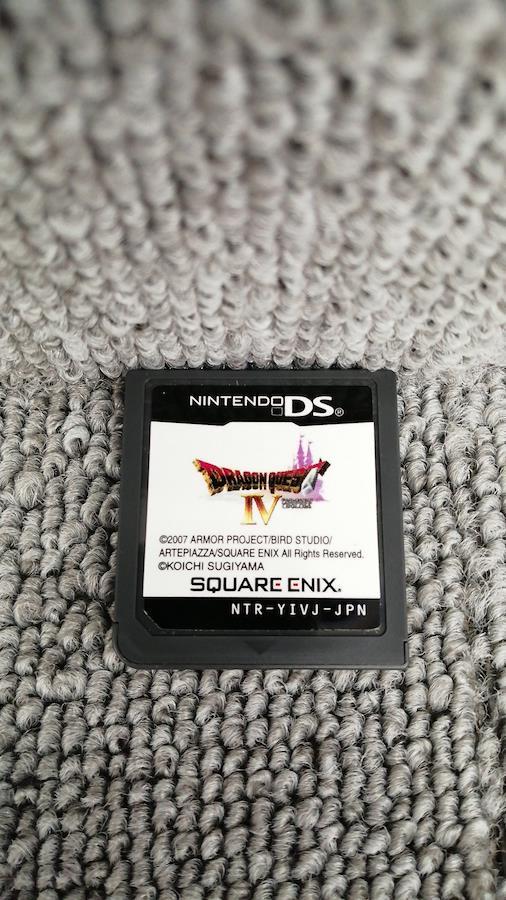 NINTENDO DS®
DRAGON QUEST
IV
©2007 ARMOR PROJECT/BIRD STUDIO/
ARTEPIAZZA/SQUARE ENIX All Rights Reserved.
©KOICHI SUGIYAMA
SQUARE ENIX.
NTR-YIVJ-JPN